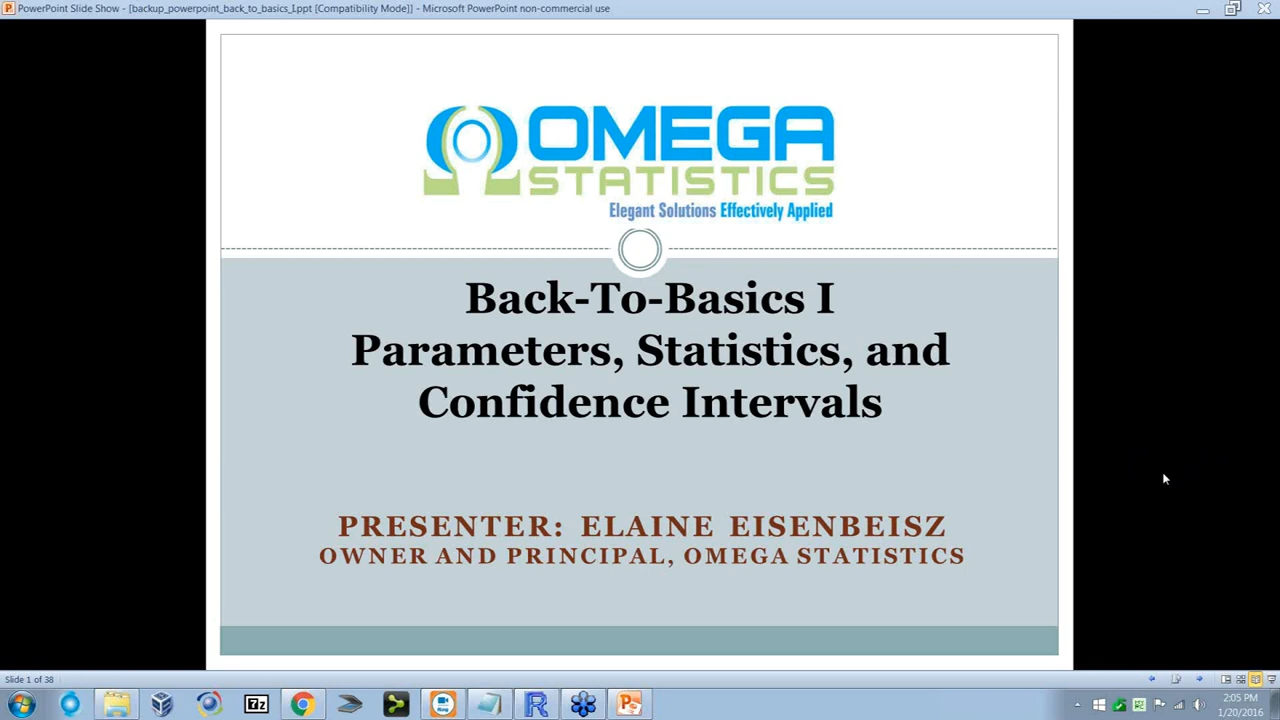 PowerPoint Slide Show - [backup_powerpoint_back_to_basics_I.ppt [Compatibility Mode]] - Microsoft PowerPoint non-commercial use
OMEGA
STATISTICS
Elegant Solutions Effectively Applied
Back-To-Basics I
Parameters, Statistics, and
Confidence Intervals
PRESENTER: ELAINE EISENBEISZ
OWNER AND PRINCIPAL, OMEGA STATISTICS
Slide 1 of 38
7z
2:05 PM
1/20/2016